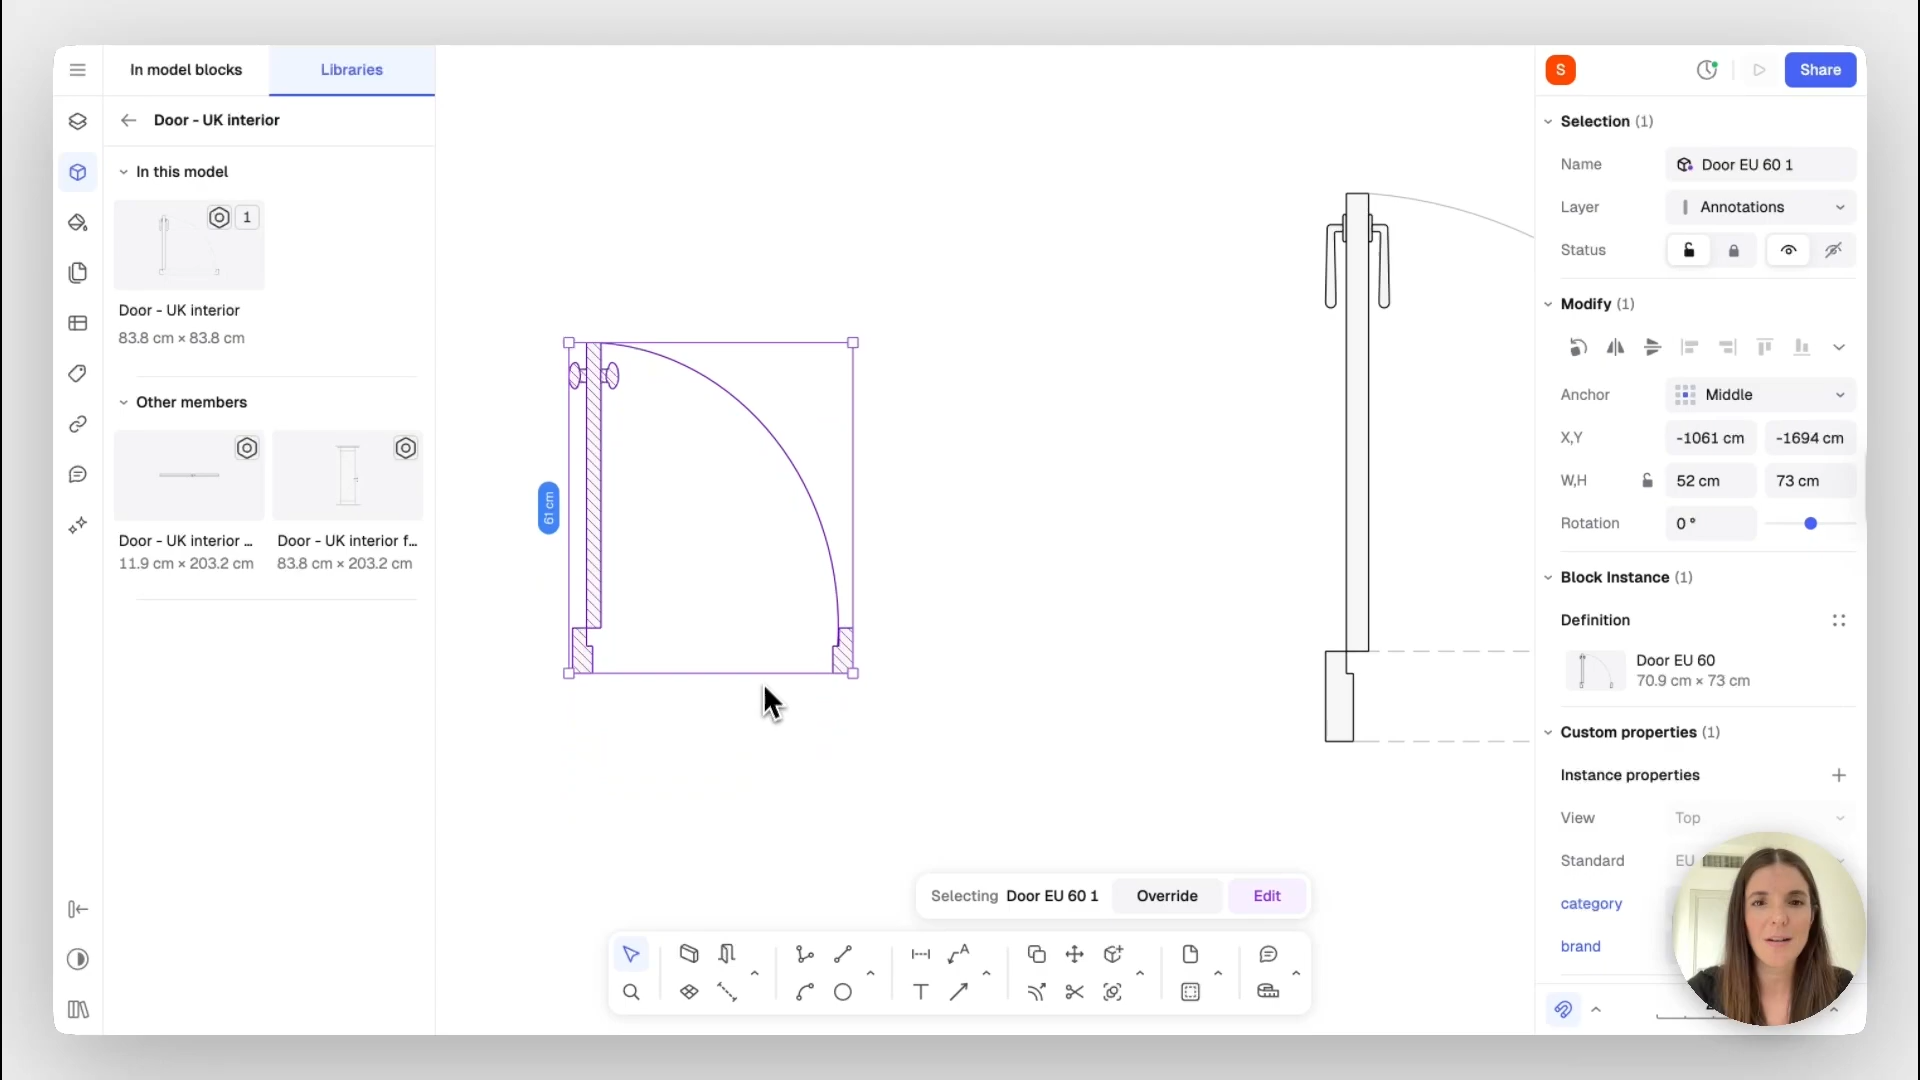 In model blocks
Libraries
S
Share
Door - UK interior
In this model
1
Door - UK interior
83.8 cm × 83.8 cm
Other members
Door - UK interior ...
11.9 cm × 203.2 cm
Door - UK interior f...
83.8 cm × 203.2 cm
61 cm
Selecting Door EU 60 1
Override
Edit
Selection (1)
Name
Door EU 60 1
Layer
Annotations
Status
Modify (1)
Anchor
Middle
X,Y
-1061 cm
-1694 cm
W,H
52 cm
73 cm
Rotation
0 °
Block Instance (1)
Definition
Door EU 60
70.9 cm × 73 cm
Custom properties (1)
Instance properties
View
Top
Standard
EU
category
brand